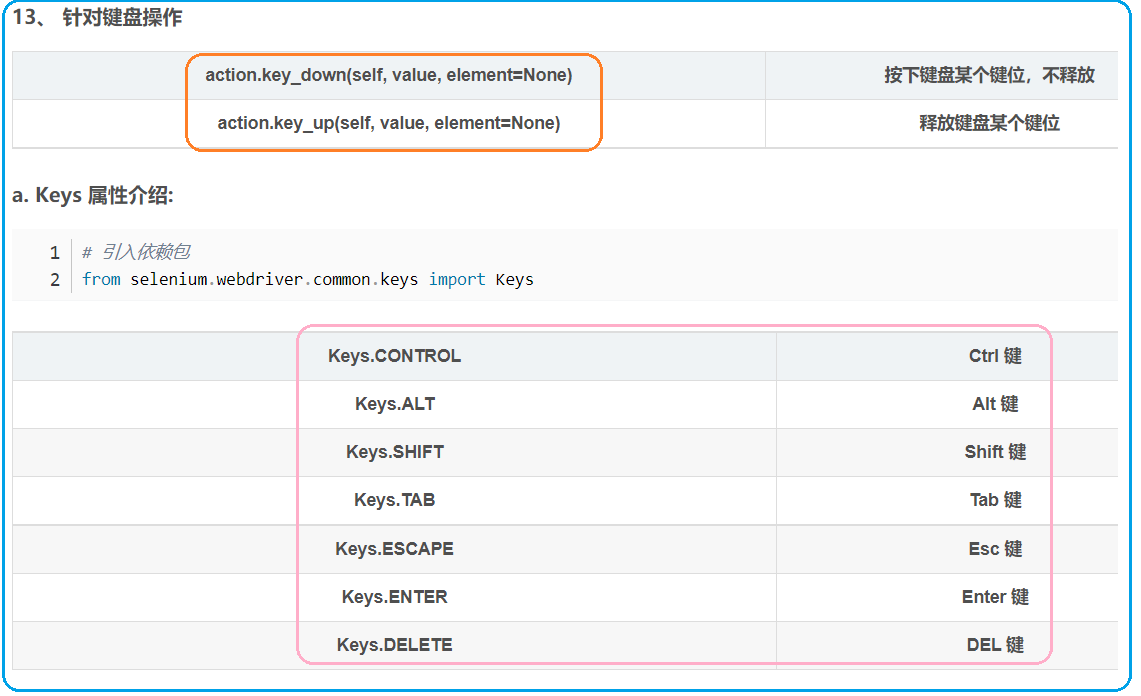 13、 针对键盘操作
action.key_down(self, value, element=None) 按下键盘某个键位，不释放
action.key_up(self, value, element=None) 释放键盘某个键位
a. Keys 属性介绍:
1 # 引入依赖包
2 from selenium.webdriver.common.keys import Keys
Keys.CONTROL Ctrl 键
Keys.ALT Alt 键
Keys.SHIFT Shift 键
Keys.TAB Tab 键
Keys.ESCAPE Esc 键
Keys.ENTER Enter 键
Keys.DELETE DEL 键